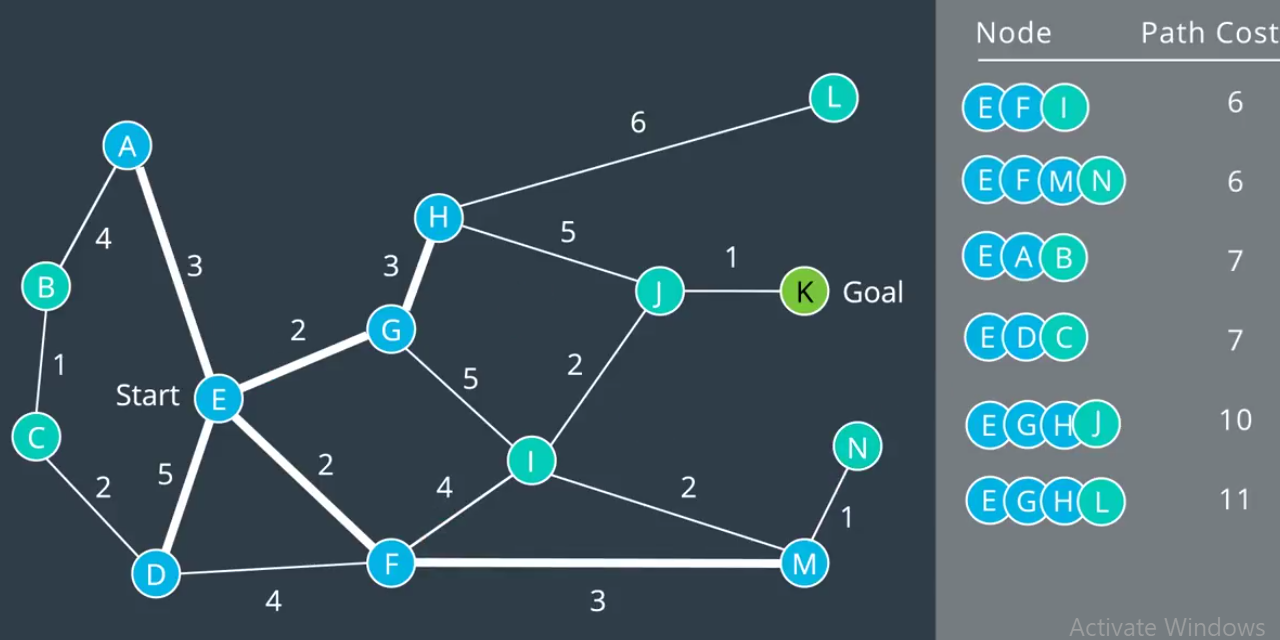 Node Path Cost
L
6
A
H
E F I 6
4
5
E F M N 6
3
3
1
B
J
K Goal
E A B 7
2
G
1
5
2
E D C 7
Start E
C
E G H J 10
N
I
2
5
2
4
2
E G H L 11
1
D
F
M
4
3
Activate Windows